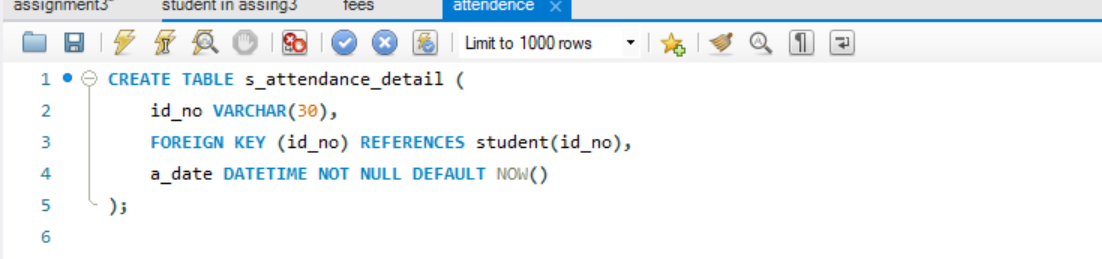 assignment3* student in assing3 fees attendence
Limit to 1000 rows
1 CREATE TABLE s_attendance_detail (
2 id_no VARCHAR(30),
3 FOREIGN KEY (id_no) REFERENCES student(id_no),
4 a_date DATETIME NOT NULL DEFAULT NOW()
5 );
6